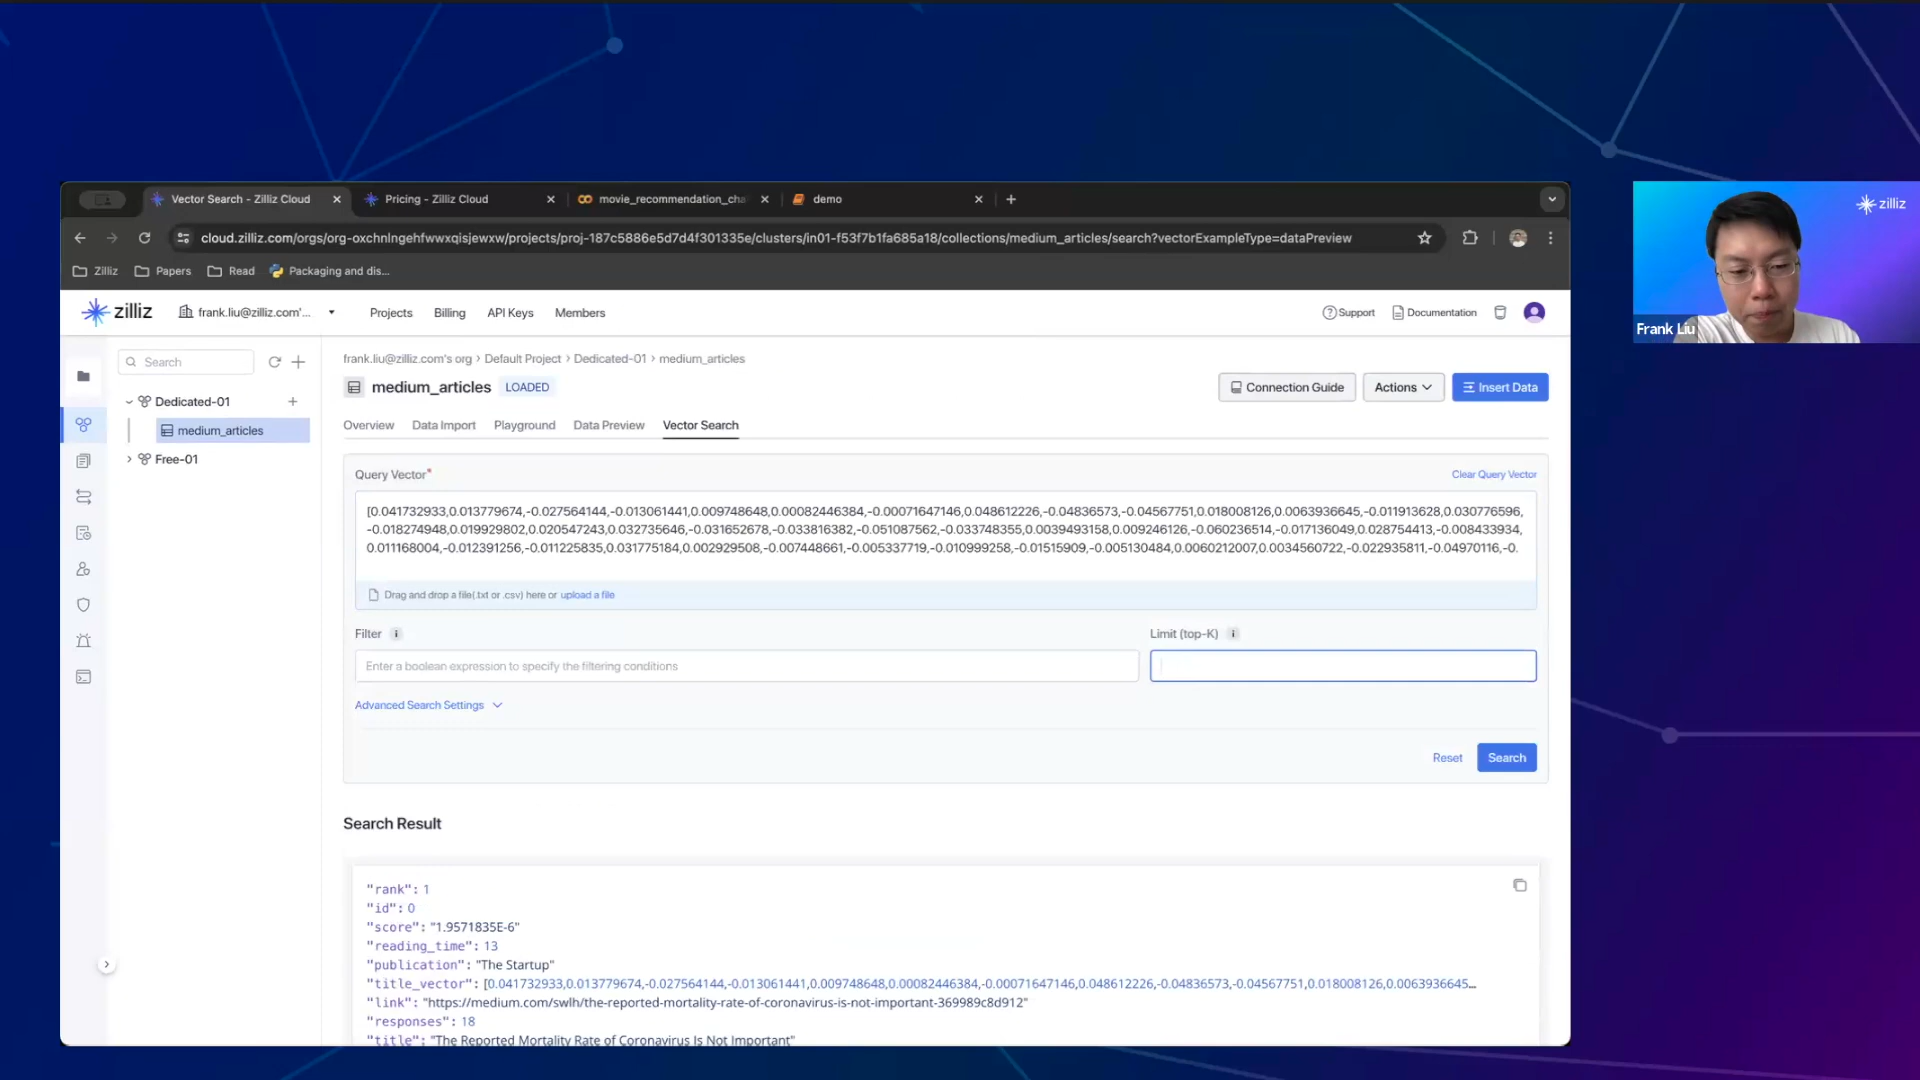 Vector Search - Zilliz Cloud
Pricing - Zilliz Cloud
movie_recommendation_cha
demo
cloud.zilliz.com/orgs/org-oxchnlngehfwwxqisjewxw/projects/proj-187c5886e5d7d4f301335e/clusters/in01-f53f7b1fa685a18/collections/medium_articles/search?vectorExampleType=dataPreview
Zilliz
Papers
Read
Packaging and dis...
zilliz
Frank Liu
zilliz
frank.liu@zilliz.com'...
Projects
Billing
API Keys
Members
Support
Documentation
Search
Dedicated-01
medium_articles
Free-01
frank.liu@zilliz.com's org > Default Project > Dedicated-01 > medium_articles
medium_articles
LOADED
Connection Guide
Actions
Insert Data
Overview
Data Import
Playground
Data Preview
Vector Search
Query Vector*
Clear Query Vector
[0.041732933,0.013779674,-0.027564144,-0.013061441,0.009748648,0.00082446384,-0.00071647146,0.048612226,-0.04836573,-0.04567751,0.018008126,0.0063936645,-0.011913628,0.030776596,
-0.018274948,0.019929802,0.020547243,0.032735646,-0.031652678,-0.033816382,-0.051087562,-0.033748355,0.0039493158,0.009246126,-0.060236514,-0.017136049,0.028754413,-0.008433934,
0.011168004,-0.012391256,-0.011225835,0.031775184,0.002929508,-0.007448661,-0.005337719,-0.010999258,-0.01515909,-0.005130484,0.0060212007,0.0034560722,-0.022935811,-0.04970116,-0.
Drag and drop a file(.txt or .csv) here or upload a file
Filter
Limit (top-K)
Enter a boolean expression to specify the filtering conditions
Advanced Search Settings
Reset
Search
Search Result
"rank": 1
"id": 0
"score": "1.9571835E-6"
"reading_time": 13
"publication": "The Startup"
"title_vector": [0.041732933,0.013779674,-0.027564144,-0.013061441,0.009748648,0.00082446384,-0.00071647146,0.048612226,-0.04836573,-0.04567751,0.018008126,0.0063936645...
"link": "https://medium.com/swlh/the-reported-mortality-rate-of-coronavirus-is-not-important-369989c8d912"
"responses": 18
"title": "The Reported Mortality Rate of Coronavirus Is Not Important"